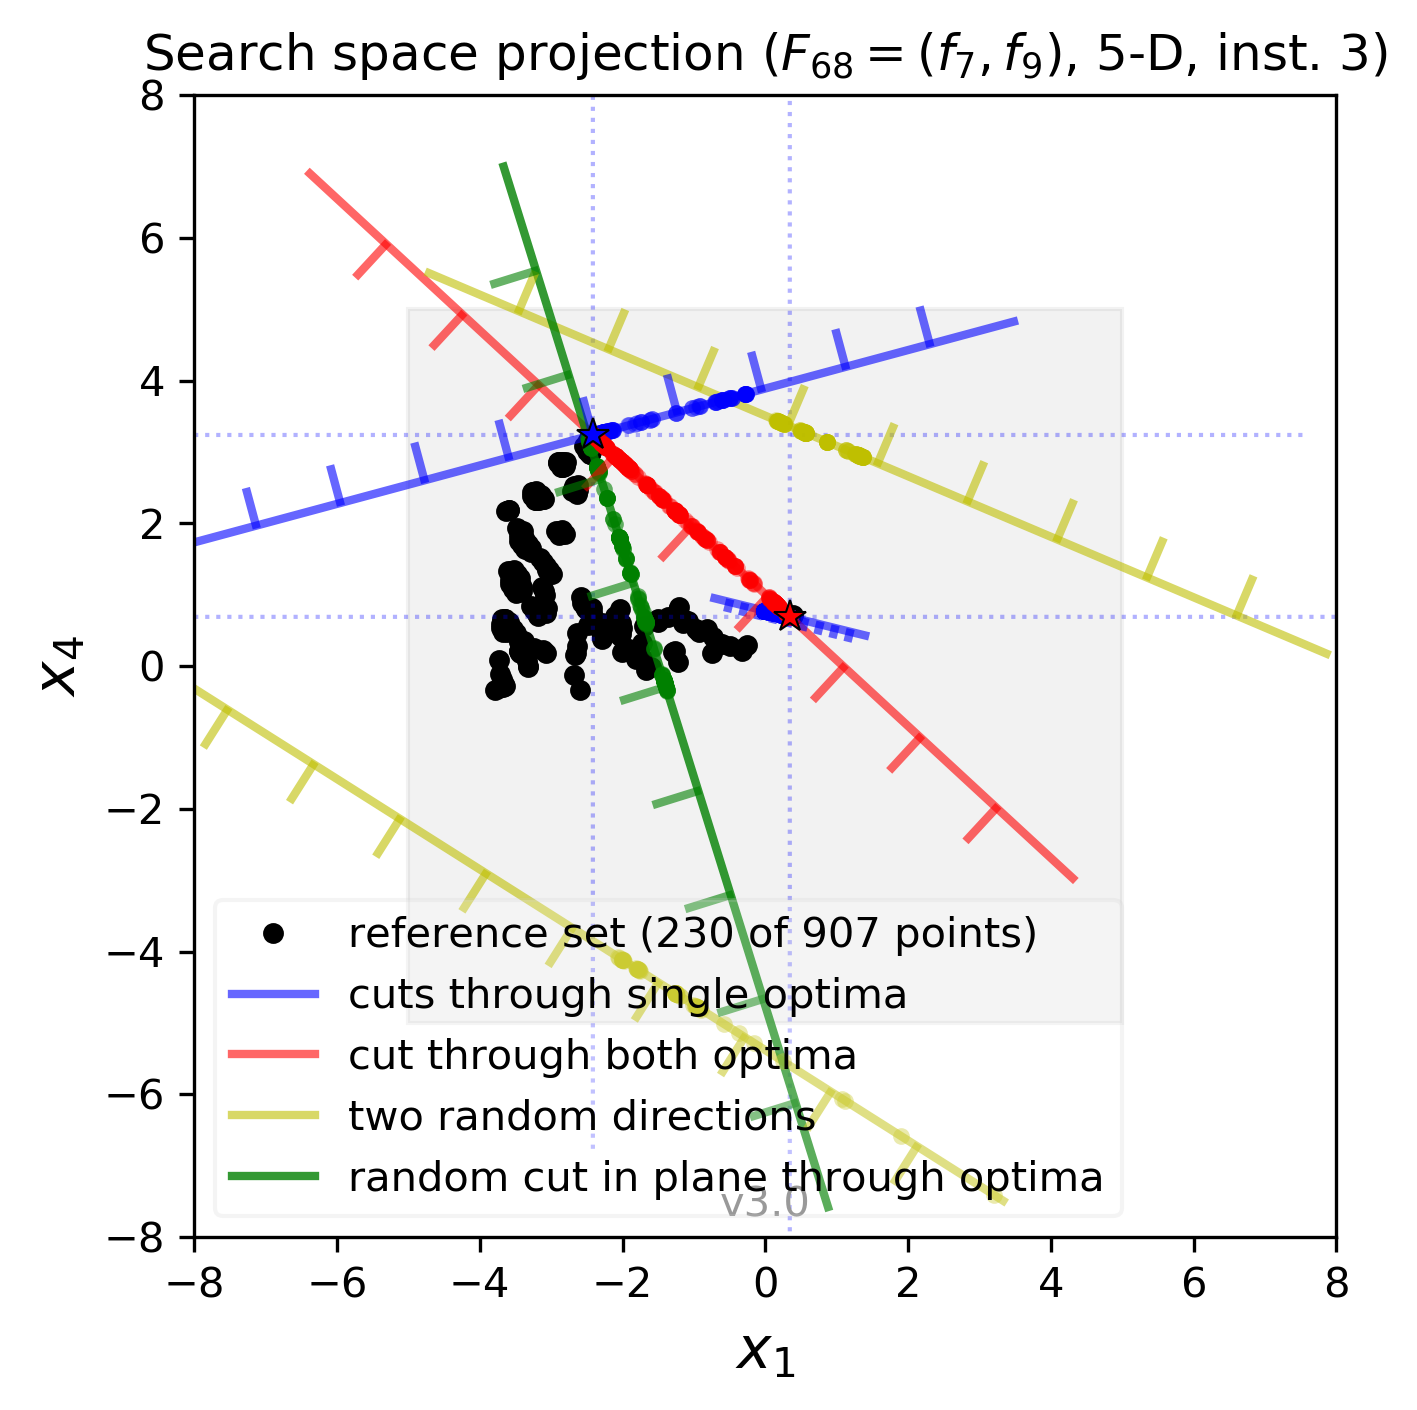 Search space projection (F₆₈ = (f₇, f₉), 5-D, inst. 3)
8
6
4
2
0
−2
−4
−6
−8
x₄
reference set (230 of 907 points)
cuts through single optima
cut through both optima
two random directions
random cut in plane through optima
v3.0
−8 −6 −4 −2 0 2 4 6 8
x₁